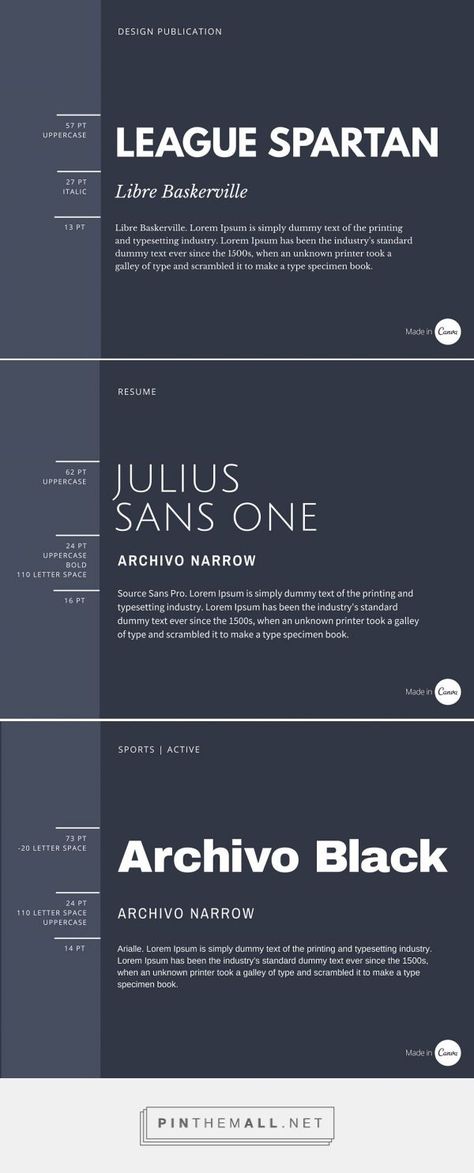 DESIGN PUBLICATION
57 PT
UPPERCASE
LEAGUE SPARTAN
27 PT
ITALIC
Libre Baskerville
13 PT
Libre Baskerville. Lorem Ipsum is simply dummy text of the printing
and typesetting industry. Lorem Ipsum has been the industry's standard
dummy text ever since the 1500s, when an unknown printer took a
galley of type and scrambled it to make a type specimen book.
Made in Canva
RESUME
62 PT
UPPERCASE
JULIUS
SANS ONE
24 PT
UPPERCASE
BOLD
110 LETTER SPACE
ARCHIVO NARROW
16 PT
Source Sans Pro. Lorem Ipsum is simply dummy text of the printing and
typesetting industry. Lorem Ipsum has been the industry's standard
dummy text ever since the 1500s, when an unknown printer took a galley
of type and scrambled it to make a type specimen book.
Made in Canva
SPORTS | ACTIVE
73 PT
-20 LETTER SPACE
Archivo Black
24 PT
110 LETTER SPACE
UPPERCASE
ARCHIVO NARROW
14 PT
Arialle. Lorem Ipsum is simply dummy text of the printing and typesetting industry.
Lorem Ipsum has been the industry's standard dummy text ever since the 1500s,
when an unknown printer took a galley of type and scrambled it to make a type
specimen book.
Made in Canva
PINTHEMALL.NET